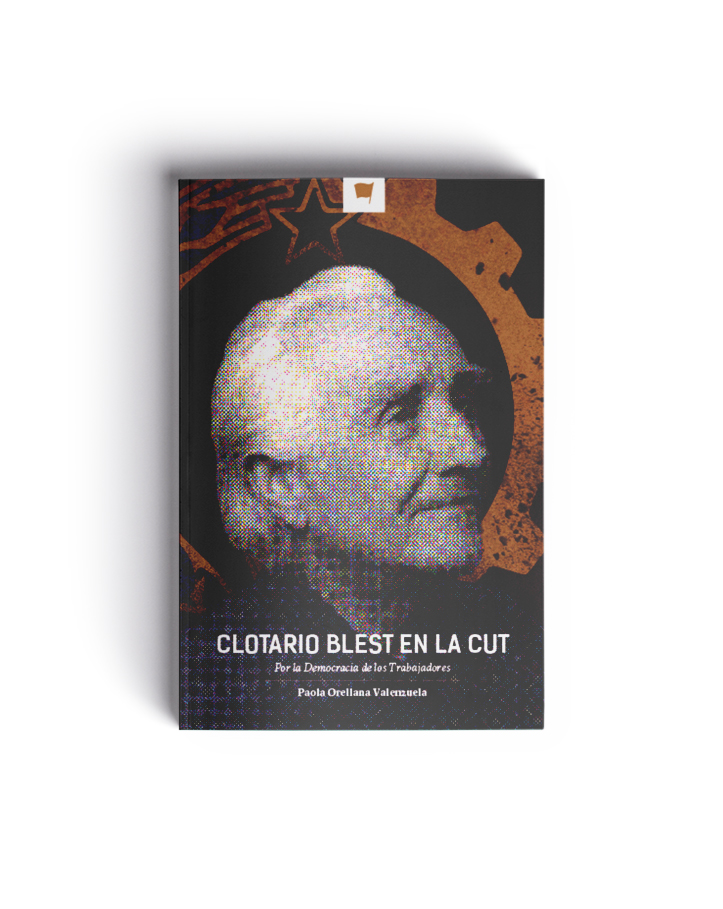 CLOTARIO BLEST EN LA CUT
Por la Democracia de los Trabajadores
Paola Orellana Valenzuela